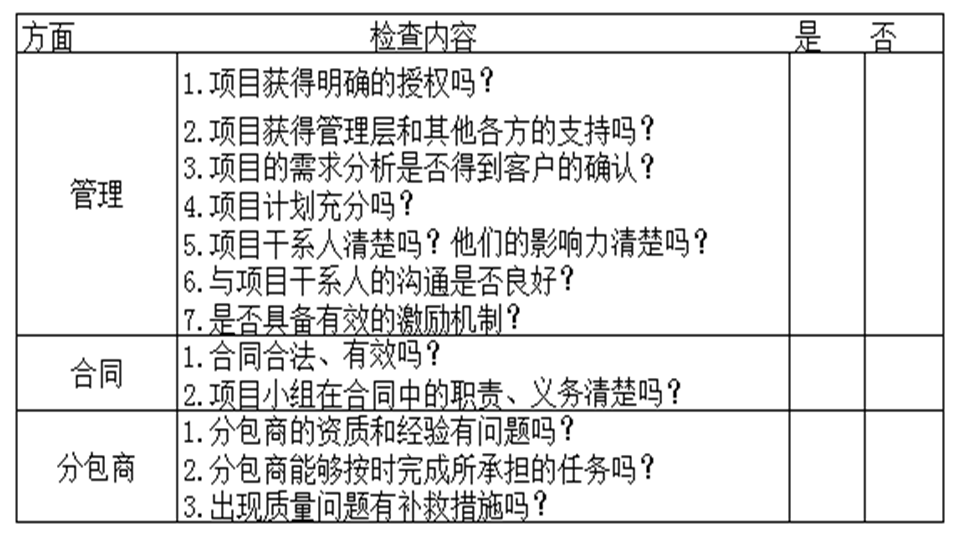 方面 检查内容 是 否
1.项目获得明确的授权吗？
2.项目获得管理层和其他各方的支持吗？
3.项目的需求分析是否得到客户的确认？
管理
4.项目计划充分吗？
5.项目干系人清楚吗？他们的影响力清楚吗？
6.与项目干系人的沟通是否良好？
7.是否具备有效的激励机制？
合同
1.合同合法、有效吗？
2.项目小组在合同中的职责、义务清楚吗？
分包商
1.分包商的资质和经验有问题吗？
2.分包商能够按时完成所承担的任务吗？
3.出现质量问题有补救措施吗？